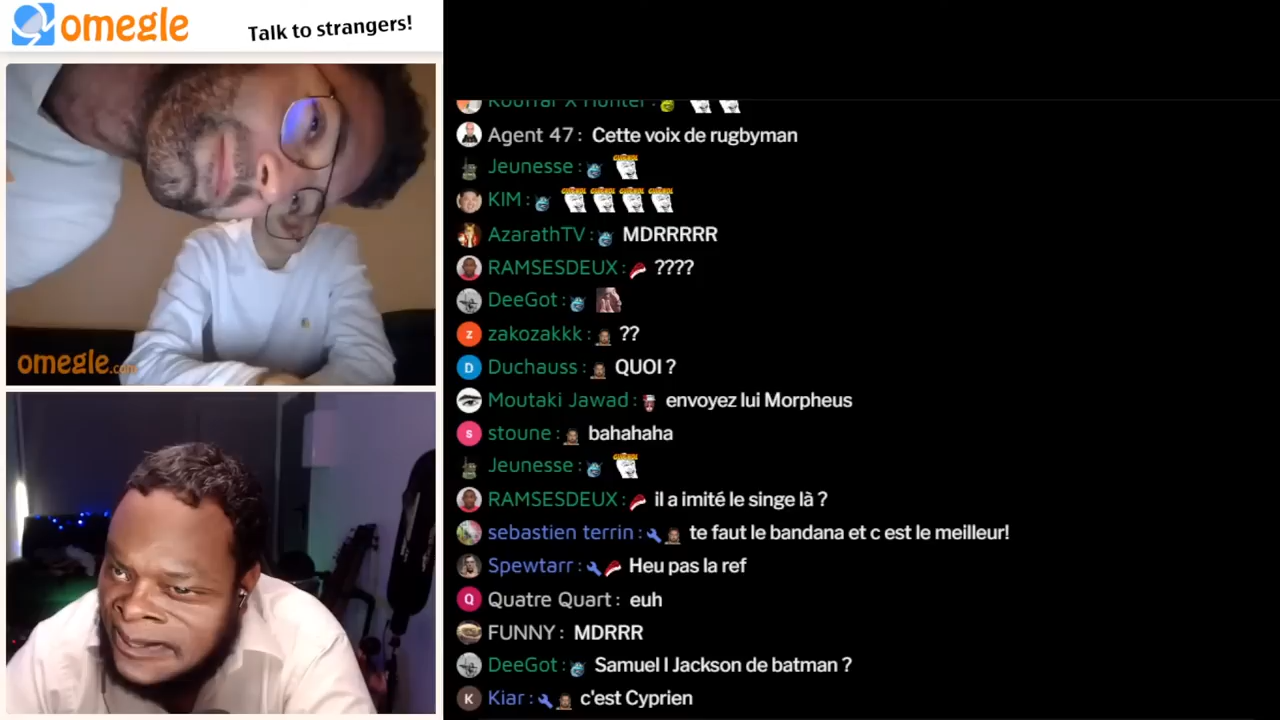 omegle
Talk to strangers!
omegle.com
Kouffar X Hunter :
Agent 47 : Cette voix de rugbyman
Jeunesse :
KIM :
AzarathTV : MDRRRRR
RAMSESDEUX : ????
DeeGot :
zakozakkk : ??
Duchauss : QUOI ?
Moutaki Jawad : envoyez lui Morpheus
stoune : bahahaha
Jeunesse :
RAMSESDEUX : il a imité le singe là ?
sebastien terrin : te faut le bandana et c est le meilleur!
Spewtarr : Heu pas la ref
Quatre Quart : euh
FUNNY : MDRRR
DeeGot : Samuel l Jackson de batman ?
Kiar : c'est Cyprien